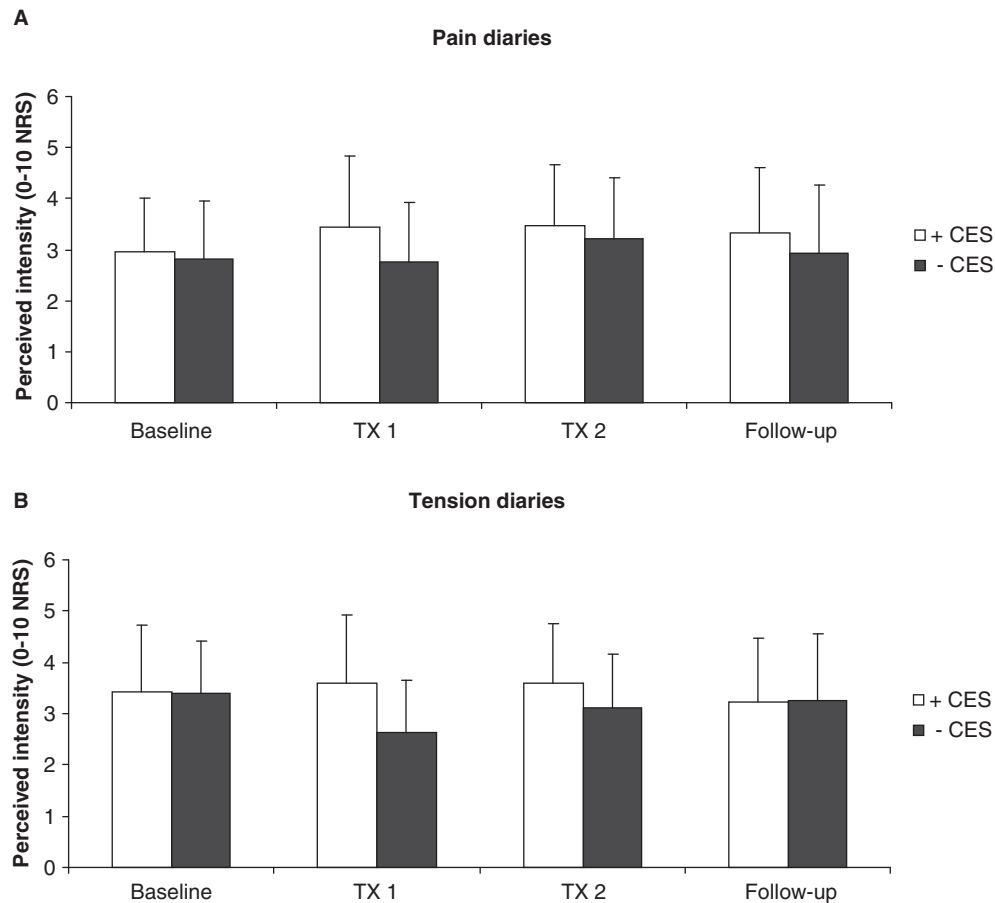 A
Pain diaries
Perceived intensity (0-10 NRS)
6
5
4
3
2
1
0
Baseline TX 1 TX 2 Follow-up
+ CES
- CES
B
Tension diaries
Perceived intensity (0-10 NRS)
6
5
4
3
2
1
0
Baseline TX 1 TX 2 Follow-up
+ CES
- CES